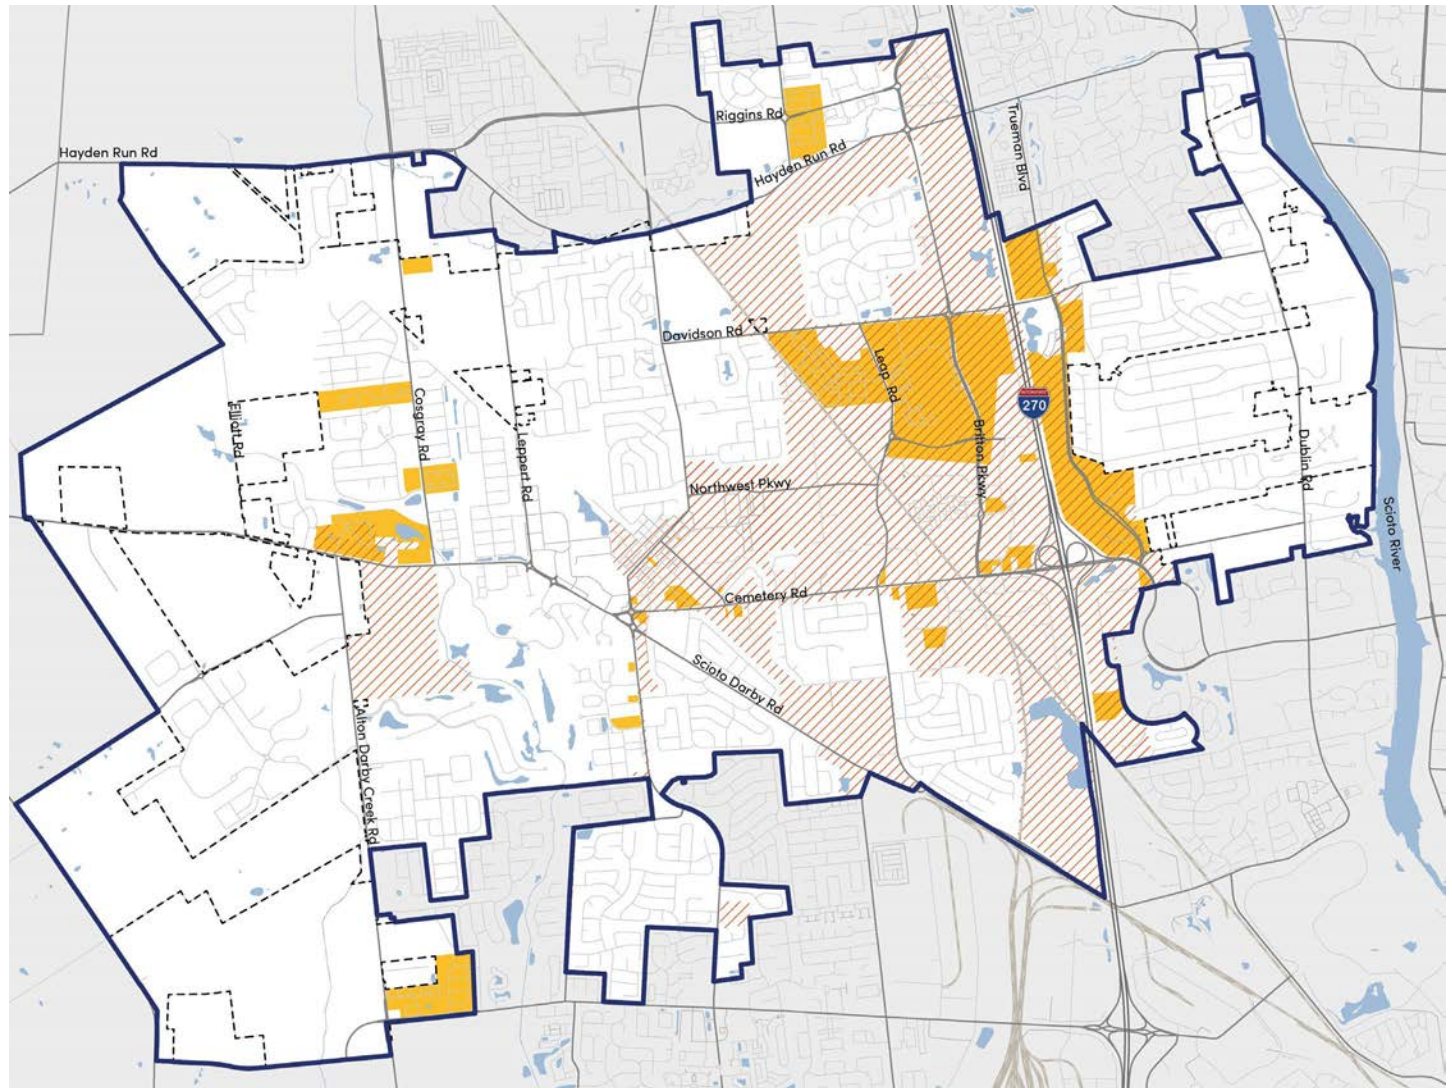 Riggins Rd
Trueman Blvd
Hayden Run Rd
Hayden Run Rd
Davidson Rd
Leap Rd
270
Elliott Rd
Cosgray Rd
Leppert Rd
Britton Pkwy
Dublin Rd
Northwest Pkwy
Scioto River
Cemetery Rd
Scioto Darby Rd
Alton Darby Creek Rd